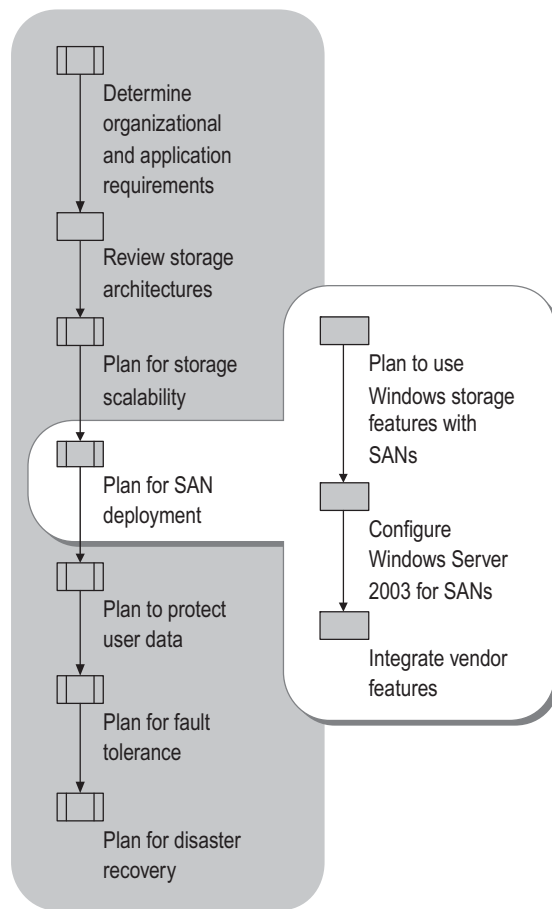 Determine
organizational
and application
requirements
Review storage
architectures
Plan for storage
scalability
Plan for SAN
deployment
Plan to protect
user data
Plan for fault
tolerance
Plan for disaster
recovery
Plan to use
Windows storage
features with
SANs
Configure
Windows Server
2003 for SANs
Integrate vendor
features